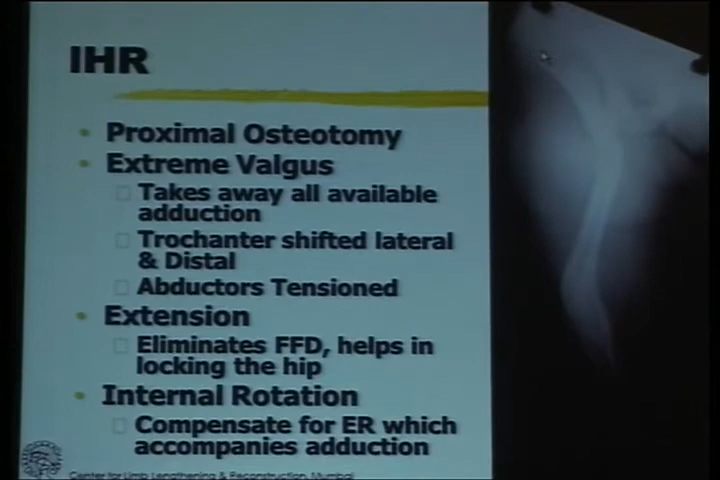 IHR
Proximal Osteotomy
Extreme Valgus
Takes away all available
adduction
Trochanter shifted lateral
& Distal
Abductors Tensioned
Extension
Eliminates FFD, helps in
locking the hip
Internal Rotation
Compensate for ER which
accompanies adduction
Center for Limb Lengthening & Reconstruction, Mumbai